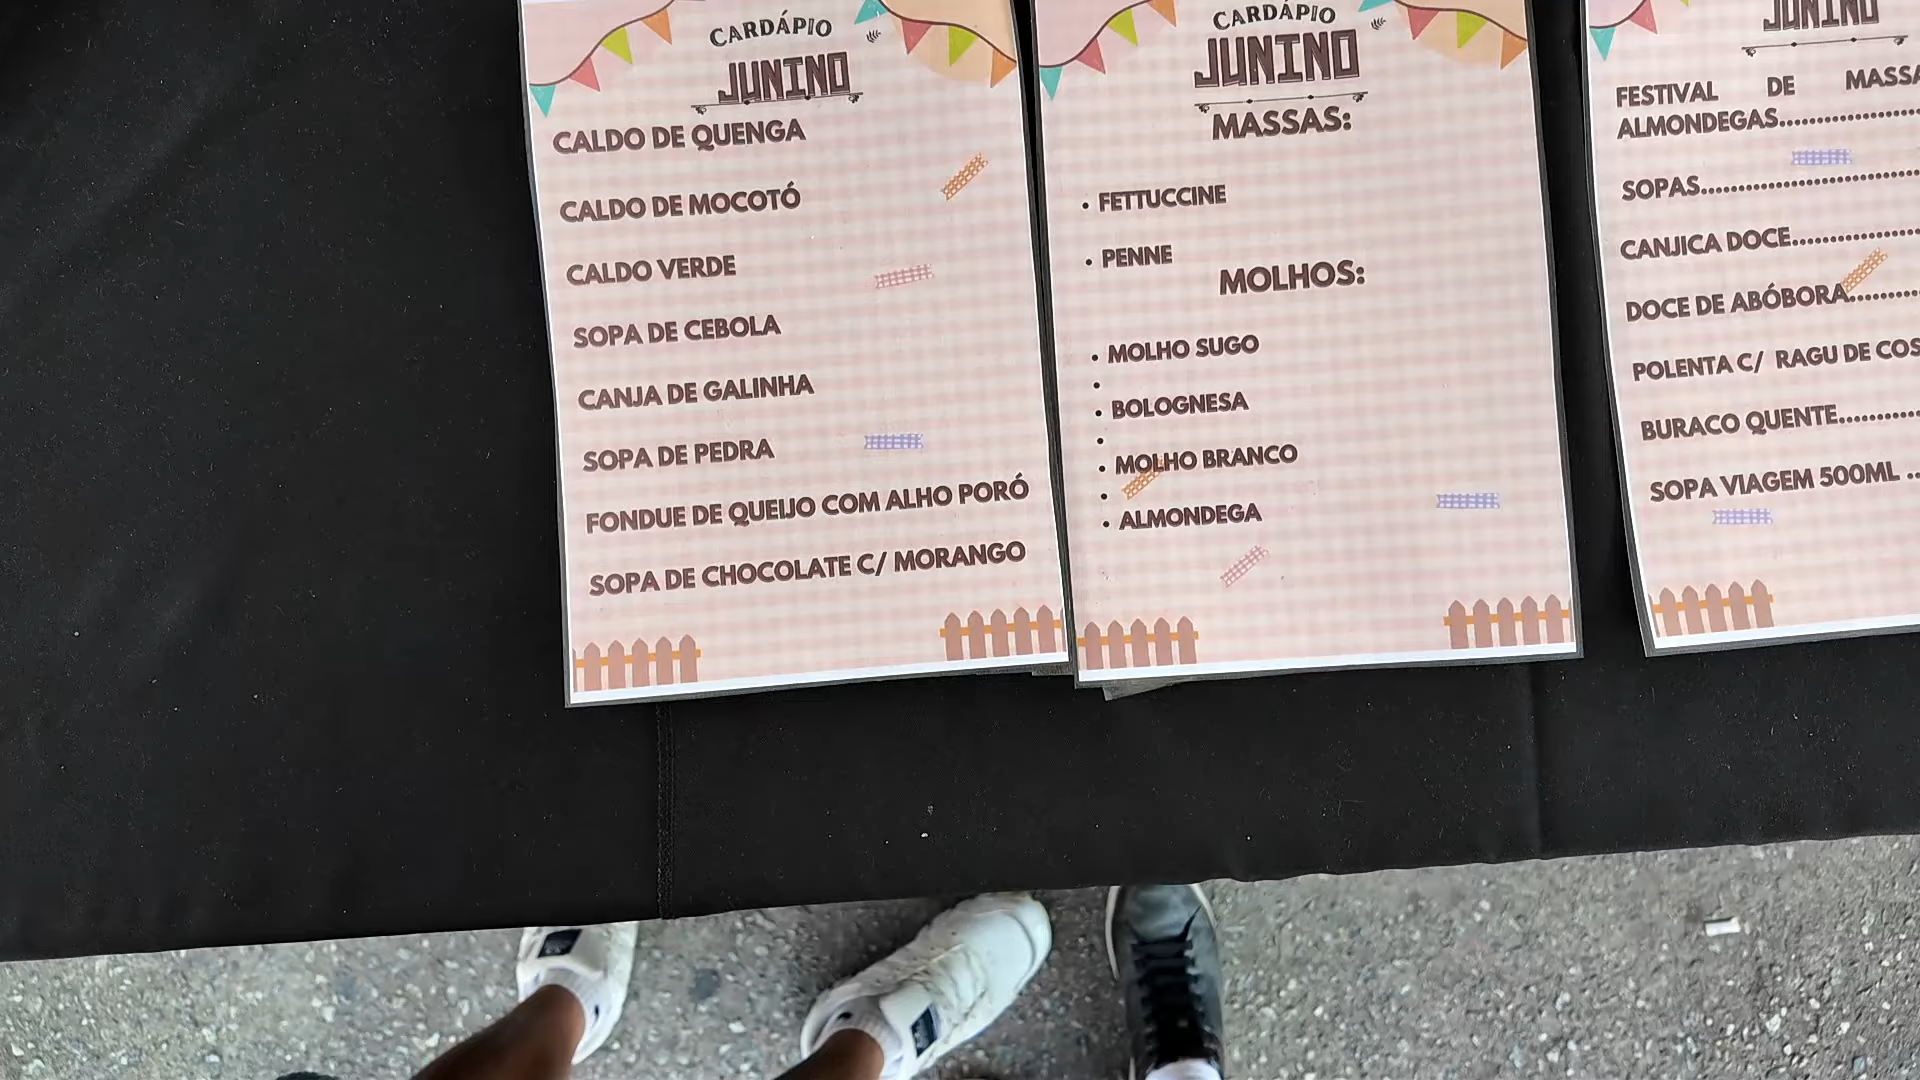 CARDÁPIO
JUNINO
CALDO DE QUENGA
CALDO DE MOCOTÓ
CALDO VERDE
SOPA DE CEBOLA
CANJA DE GALINHA
SOPA DE PEDRA
FONDUE DE QUEIJO COM ALHO PORÓ
SOPA DE CHOCOLATE C/ MORANGO
CARDÁPIO
JUNINO
MASSAS:
• FETTUCCINE
• PENNE
MOLHOS:
• MOLHO SUGO
•
• BOLOGNESA
•
• MOLHO BRANCO
•
• ALMONDEGA
JUNINO
FESTIVAL DE MASSA
ALMONDEGAS....................
SOPAS..............................
CANJICA DOCE.................
DOCE DE ABÓBORA..........
POLENTA C/ RAGU DE COS
BURACO QUENTE...........
SOPA VIAGEM 500ML ..